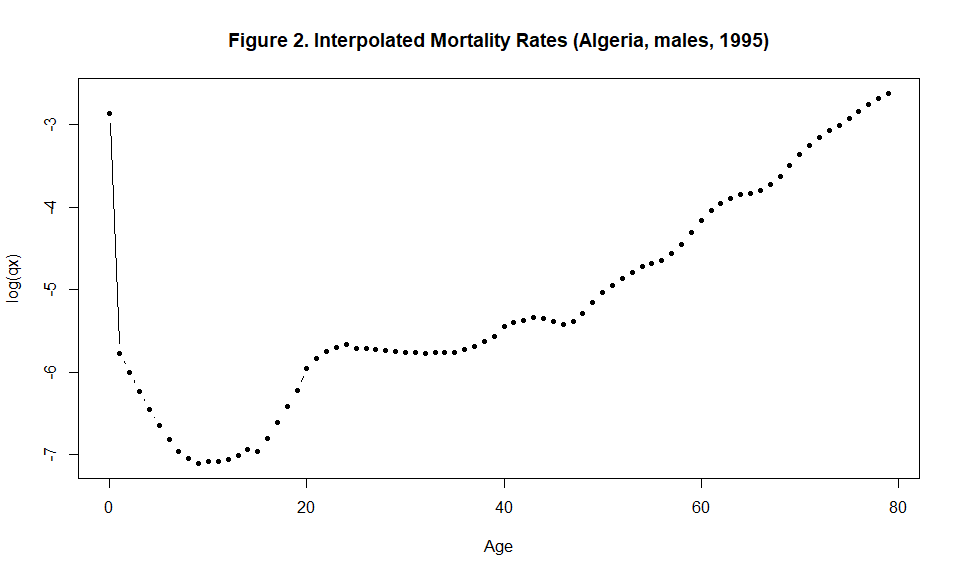 Figure 2. Interpolated Mortality Rates (Algeria, males, 1995)
-3
-4
-5
-6
-7
log(qx)
0 20 40 60 80
Age